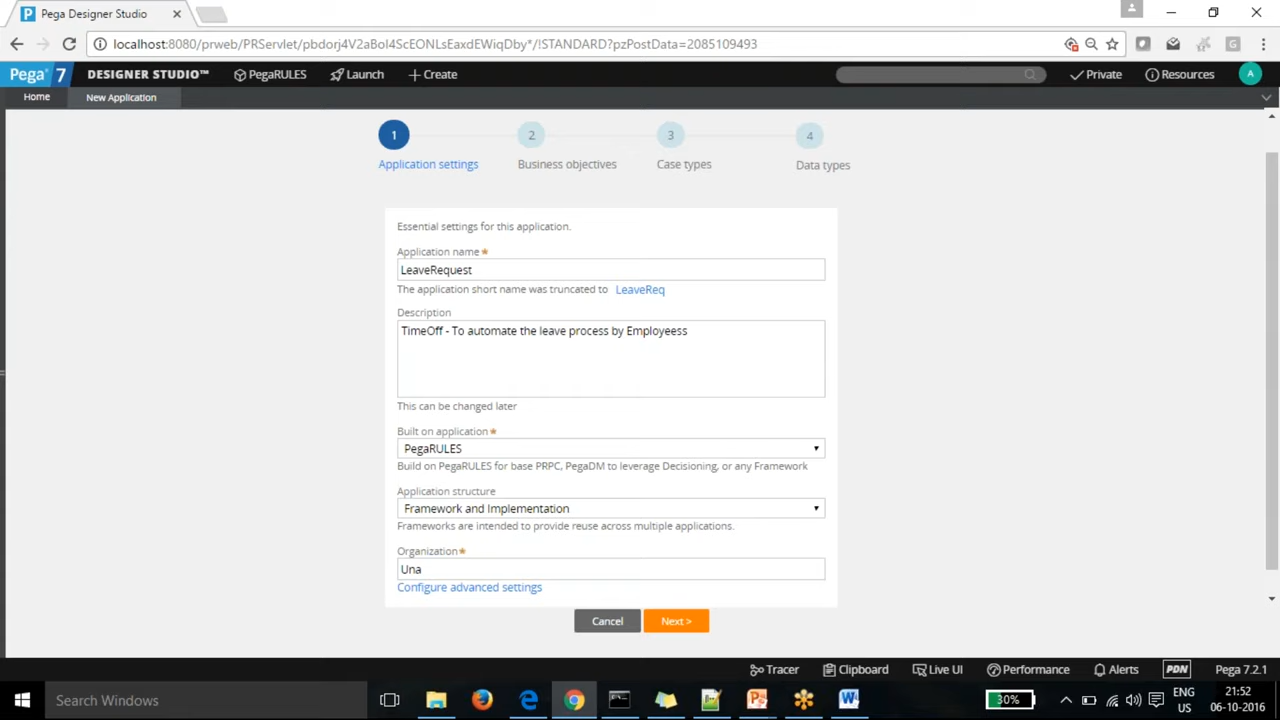 Pega Designer Studio
localhost:8080/prweb/PRServlet/pbdorj4V2aBoI4ScEONLsEaxdEWiqDby*/!STANDARD?pzPostData=2085109493
Pega 7 DESIGNER STUDIO™ PegaRULES Launch Create Private Resources A
Home New Application
1 2 3 4
Application settings Business objectives Case types Data types
Essential settings for this application.
Application name*
LeaveRequest
The application short name was truncated to LeaveReq
Description
TimeOff - To automate the leave process by Employeess
This can be changed later
Built on application*
PegaRULES
Build on PegaRULES for base PRPC, PegaDM to leverage Decisioning, or any Framework
Application structure
Framework and Implementation
Frameworks are intended to provide reuse across multiple applications.
Organization*
Una
Configure advanced settings
Cancel Next >
Tracer Clipboard Live UI Performance Alerts PDN Pega 7.2.1
Search Windows 30% ENG 21:52
US 06-10-2016